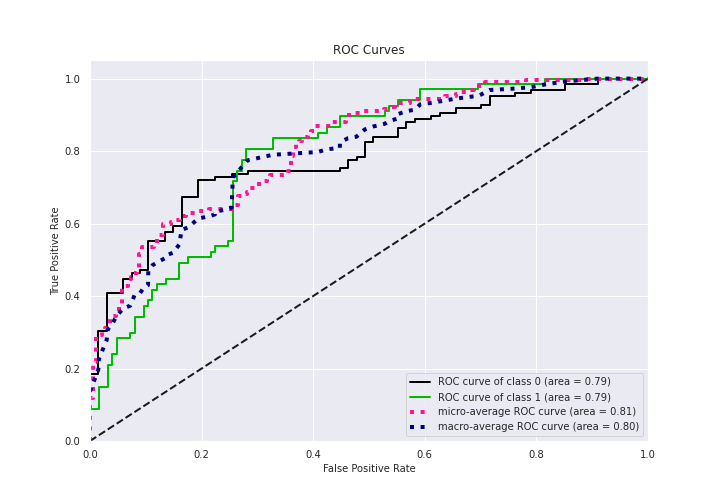 ROC Curves
1.0
0.8
0.6
0.4
0.2
0.0
True Positive Rate
ROC curve of class 0 (area = 0.79)
ROC curve of class 1 (area = 0.79)
micro-average ROC curve (area = 0.81)
macro-average ROC curve (area = 0.80)
0.0 0.2 0.4 0.6 0.8 1.0
False Positive Rate